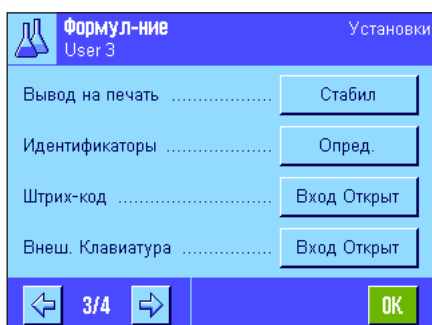 Формул-ние Установки
User 3
Вывод на печать ................... Стабил
Идентификаторы .................... Опред.
Штрих-код ............................. Вход Открыт
Внеш. Клавиатура ................. Вход Открыт
3/4 OK